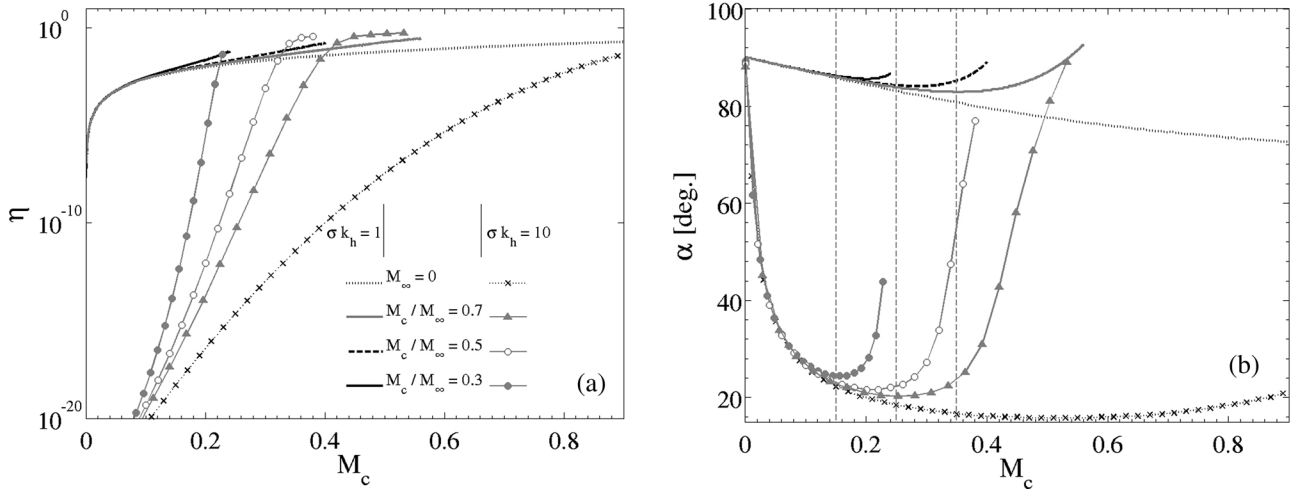 10^0
10^-10
10^-20
η
0 0.2 0.4 0.6 0.8
M_c
σ k_h = 1 σ k_h = 10
M_∞ = 0
M_c / M_∞ = 0.7
M_c / M_∞ = 0.5
M_c / M_∞ = 0.3
(a)
100
80
60
40
20
α [deg.]
0 0.2 0.4 0.6 0.8
M_c
(b)